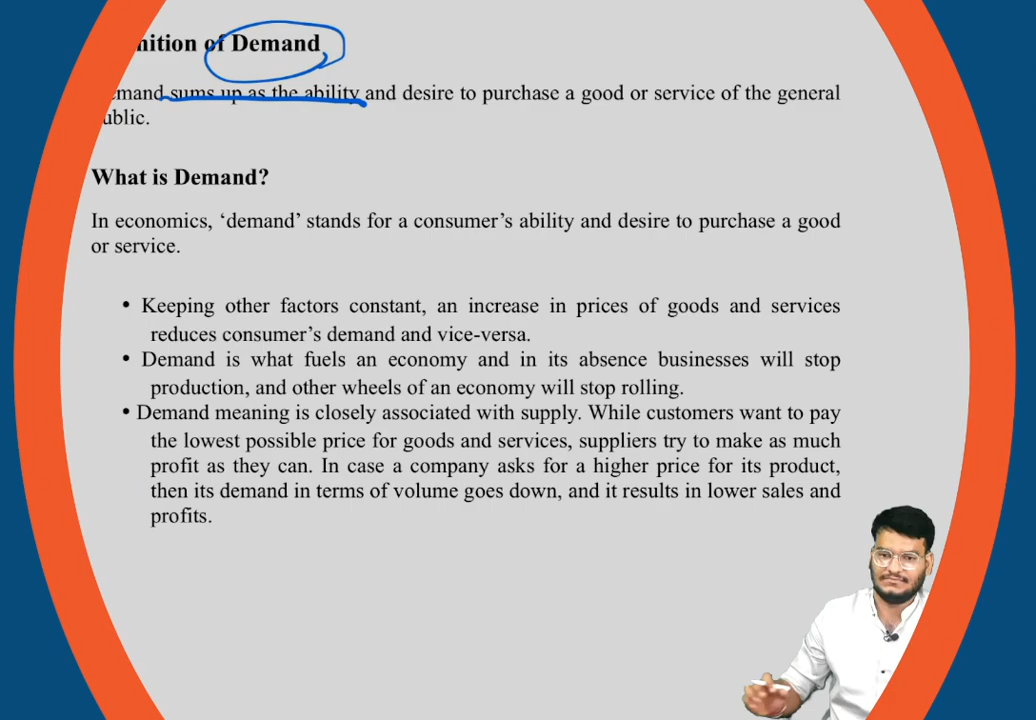 of Demand
sums up as the ability and desire to purchase a good or service of the general
What is Demand?
In economics, ‘demand’ stands for a consumer’s ability and desire to purchase a good
or service.
• Keeping other factors constant, an increase in prices of goods and services
reduces consumer’s demand and vice-versa.
• Demand is what fuels an economy and in its absence businesses will stop
production, and other wheels of an economy will stop rolling.
• Demand meaning is closely associated with supply. While customers want to pay
the lowest possible price for goods and services, suppliers try to make as much
profit as they can. In case a company asks for a higher price for its product,
then its demand in terms of volume goes down, and it results in lower sales and
profits.